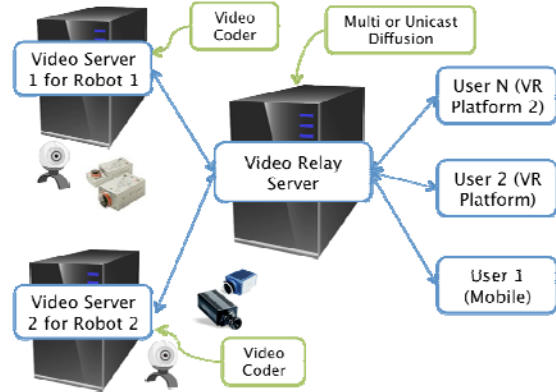 Video
Coder
Multi or Unicast
Diffusion
Video Server
1 for Robot 1
User N (VR
Platform 2)
Video Relay
Server
User 2 (VR
Platform)
Video Server
2 for Robot 2
User 1
(Mobile)
Video
Coder